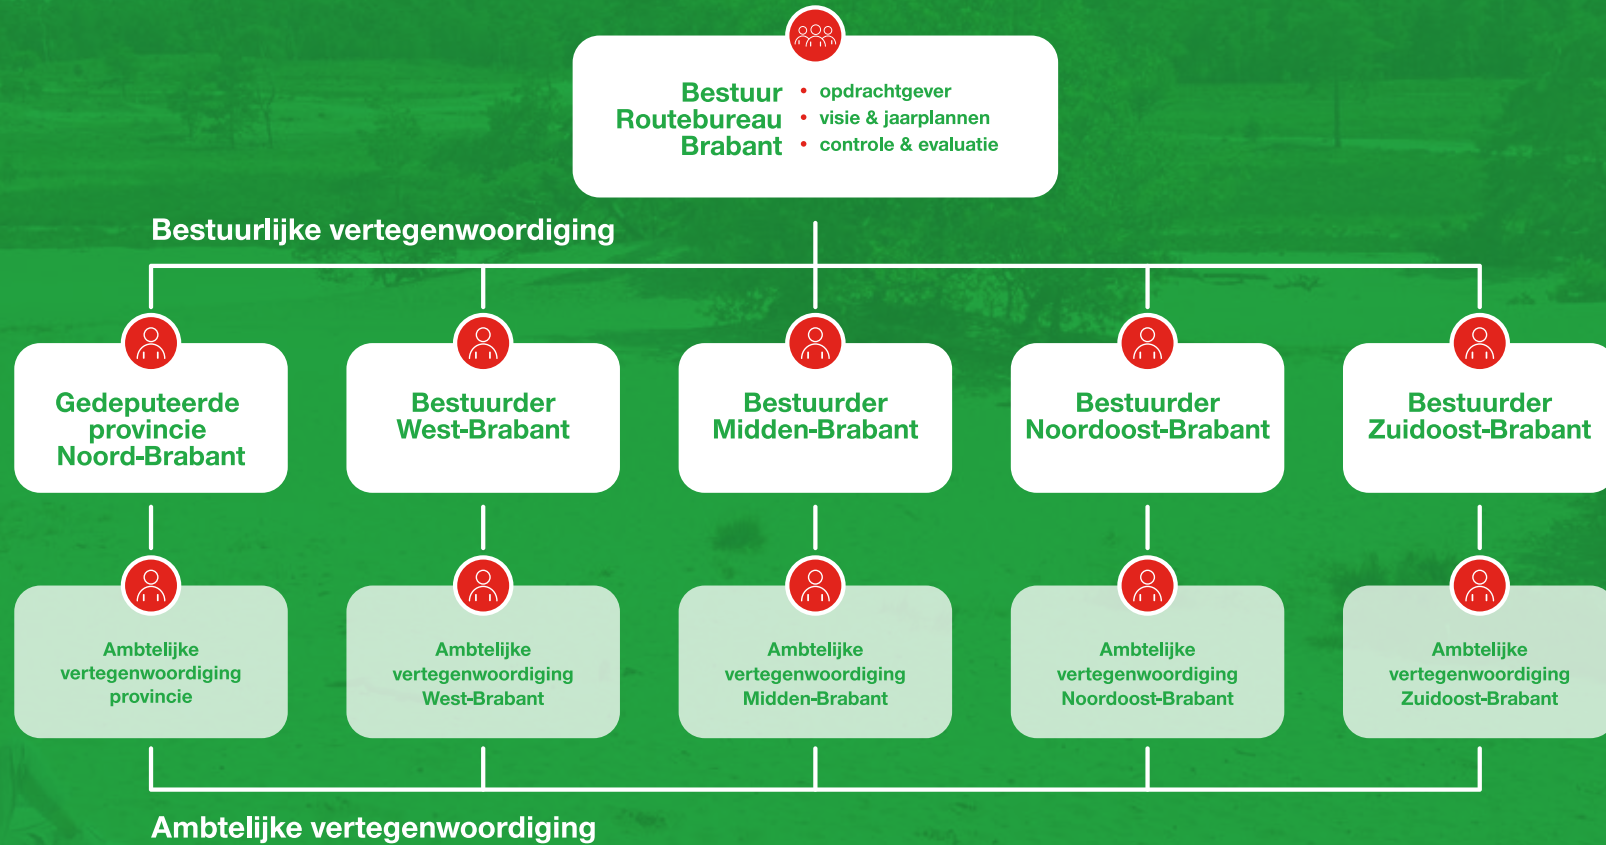 Bestuur
Routebureau
Brabant
• opdrachtgever
• visie & jaarplannen
• controle & evaluatie
Bestuurlijke vertegenwoordiging
Gedeputeerde
provincie
Noord-Brabant
Bestuurder
West-Brabant
Bestuurder
Midden-Brabant
Bestuurder
Noordoost-Brabant
Bestuurder
Zuidoost-Brabant
Ambtelijke
vertegenwoordiging
provincie
Ambtelijke
vertegenwoordiging
West-Brabant
Ambtelijke
vertegenwoordiging
Midden-Brabant
Ambtelijke
vertegenwoordiging
Noordoost-Brabant
Ambtelijke
vertegenwoordiging
Zuidoost-Brabant
Ambtelijke vertegenwoordiging